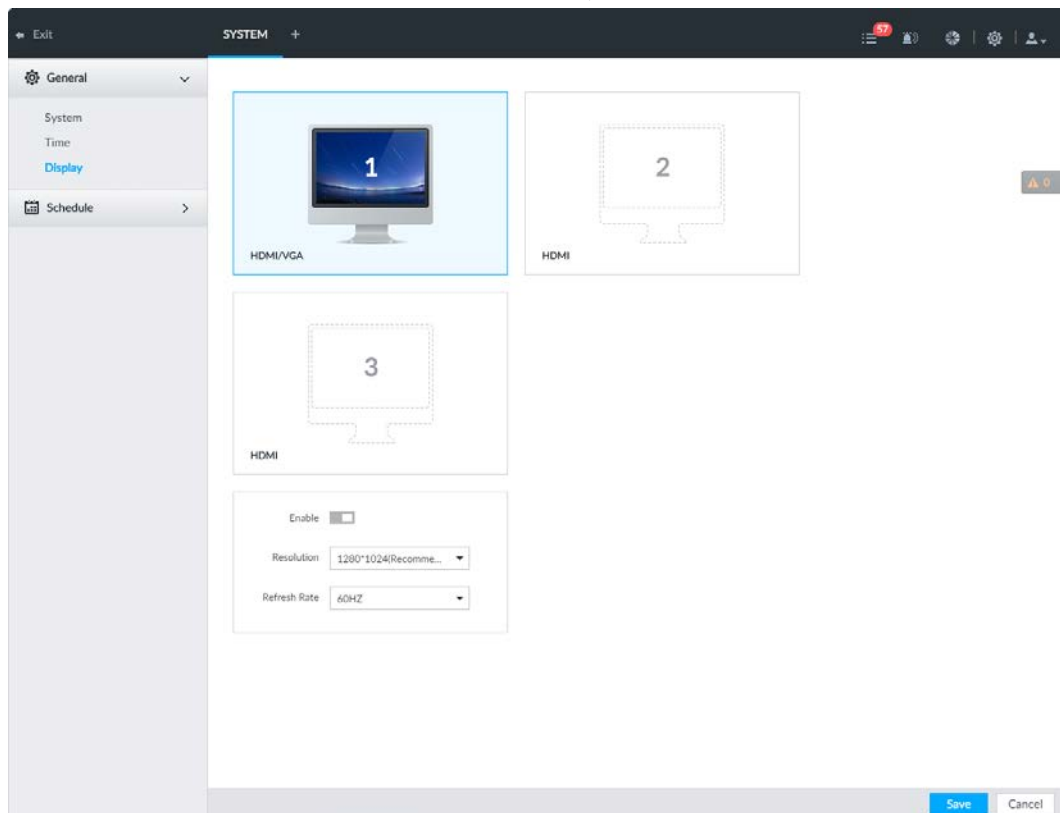 Exit
SYSTEM +
57
General
System
Time
Display
Schedule
0
1
HDMI/VGA
2
HDMI
3
HDMI
Enable
Resolution 1280*1024(Recomme...
Refresh Rate 60HZ
Save Cancel